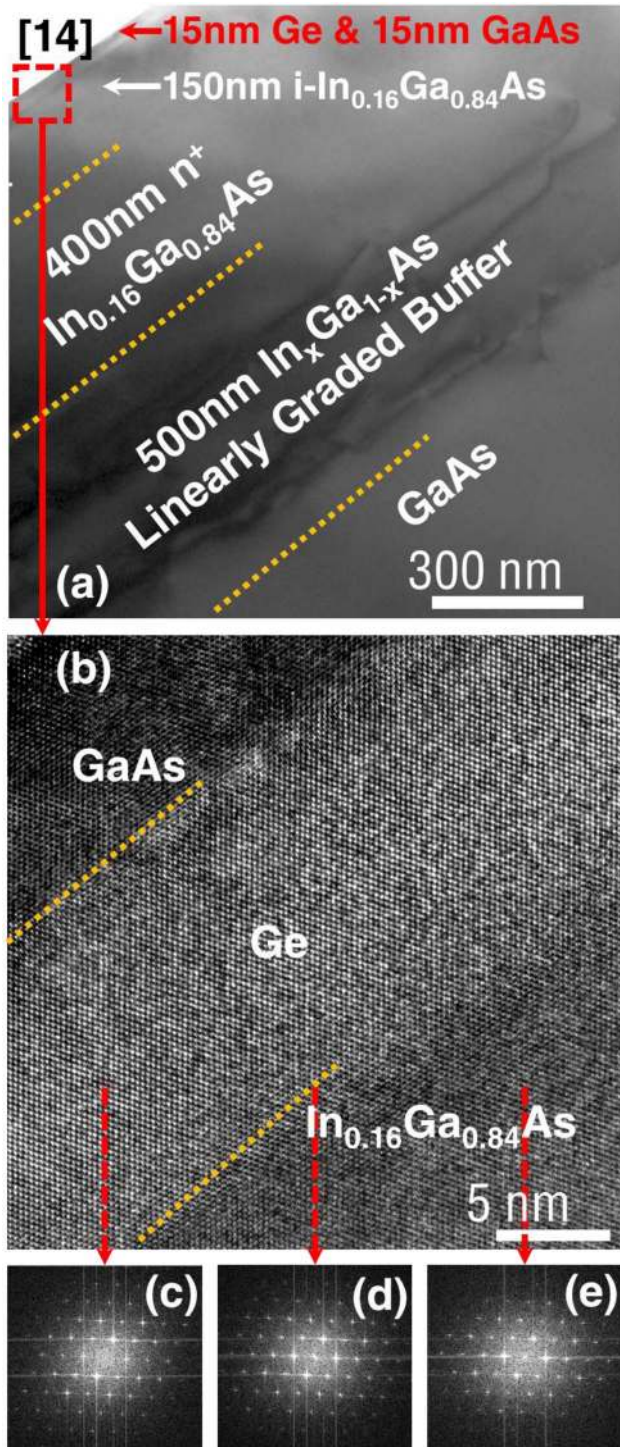 [14]
15nm Ge & 15nm GaAs
150nm i-In₀.₁₆Ga₀.₈₄As
400nm n⁺
In₀.₁₆Ga₀.₈₄As
500nm InₓGa₁₋ₓAs
Linearly Graded Buffer
GaAs
(a)
300 nm
(b)
GaAs
Ge
In₀.₁₆Ga₀.₈₄As
5 nm
(c)
(d)
(e)